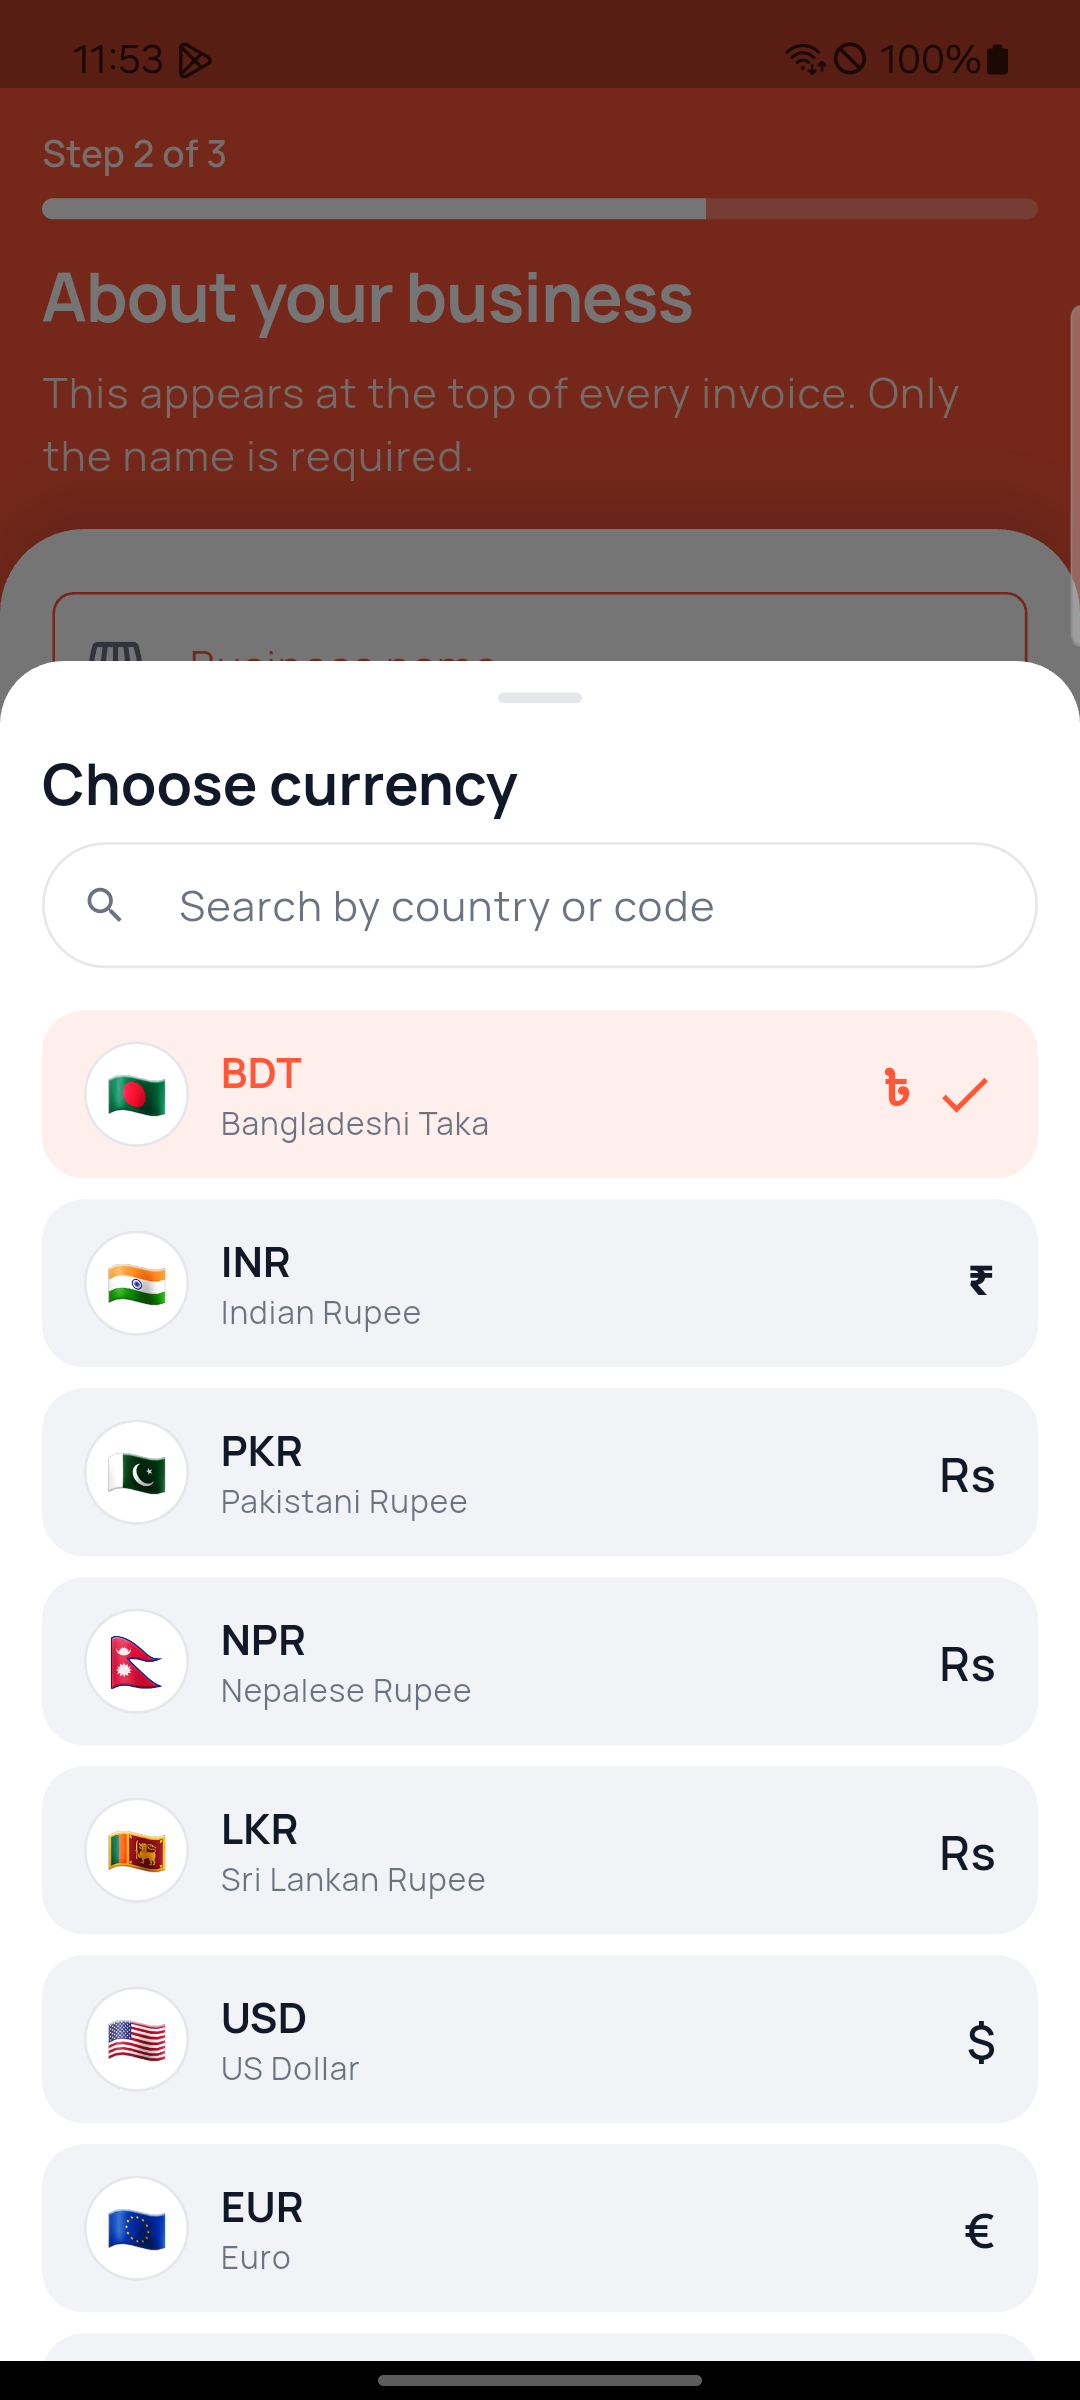 11:53
100%
Step 2 of 3
About your business
This appears at the top of every invoice. Only
the name is required.
Business name
Choose currency
Search by country or code
BDT
Bangladeshi Taka
৳
INR
Indian Rupee
₹
PKR
Pakistani Rupee
Rs
NPR
Nepalese Rupee
Rs
LKR
Sri Lankan Rupee
Rs
USD
US Dollar
$
EUR
Euro
€